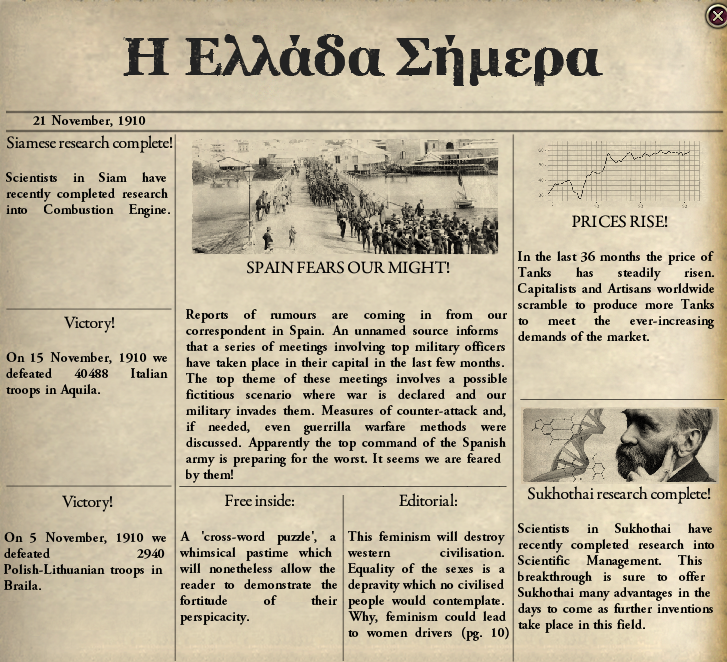 Η Ελλάδα Σήμερα
21 November, 1910
Siamese research complete!
Scientists in Siam have
recently completed research
into Combustion Engine.
Victory!
On 15 November, 1910 we
defeated 40488 Italian
troops in Aquila.
Victory!
On 5 November, 1910 we
defeated 2940
Polish-Lithuanian troops in
Braila.
SPAIN FEARS OUR MIGHT!
Reports of rumours are coming in from our
correspondent in Spain. An unnamed source informs
that a series of meetings involving top military officers
have taken place in their capital in the last few months.
The top theme of these meetings involves a possible
fictitious scenario where war is declared and our
military invades them. Measures of counter-attack and,
if needed, even guerrilla warfare methods were
discussed. Apparently the top command of the Spanish
army is preparing for the worst. It seems we are feared
by them!
Free inside:
A 'cross-word puzzle', a
whimsical pastime which
will nonetheless allow the
reader to demonstrate the
fortitude of their
perspicacity.
Editorial:
This feminism will destroy
western civilisation.
Equality of the sexes is a
depravity which no civilised
people would contemplate.
Why, feminism could lead
to women drivers (pg. 10)
PRICES RISE!
In the last 36 months the price of
Tanks has steadily risen.
Capitalists and Artisans worldwide
scramble to produce more Tanks
to meet the ever-increasing
demands of the market.
Sukhothai research complete!
Scientists in Sukhothai have
recently completed research into
Scientific Management. This
breakthrough is sure to offer
Sukhothai many advantages in the
days to come as further inventions
take place in this field.